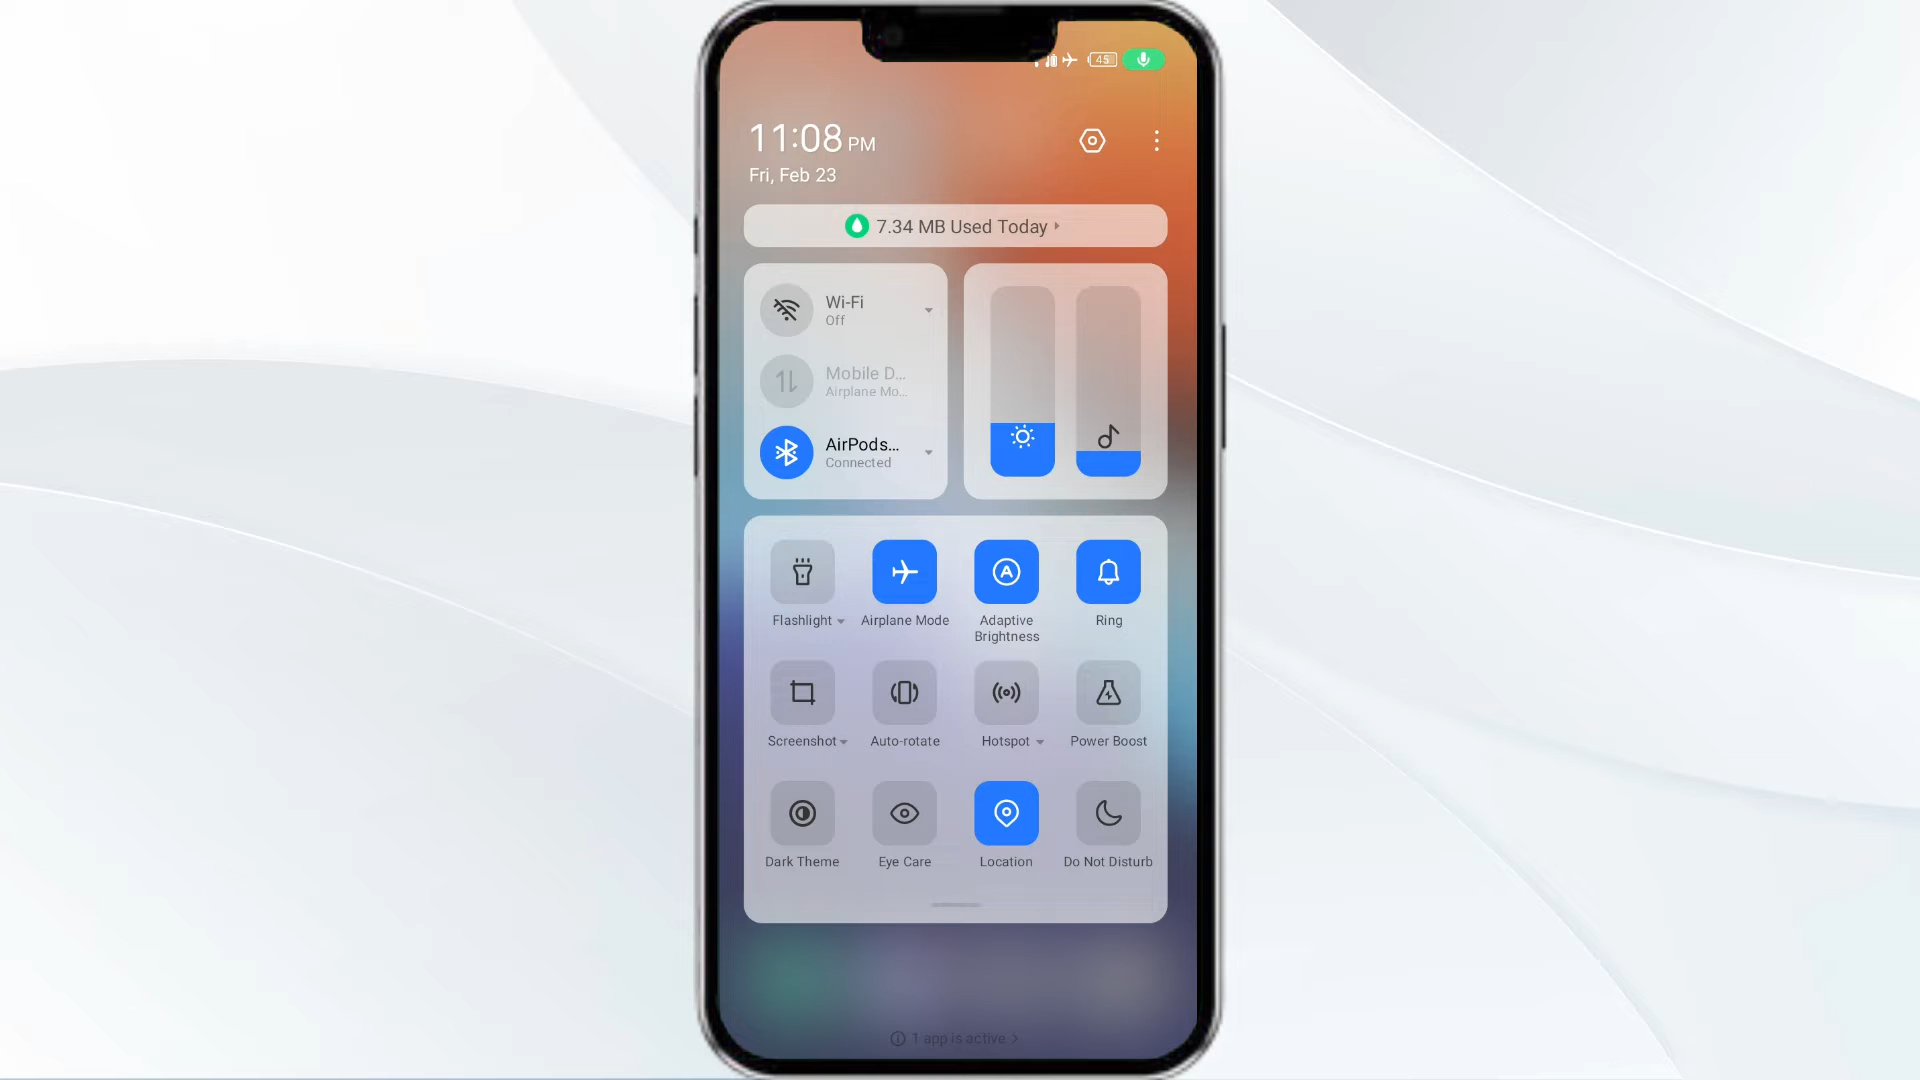 45
11:08 PM
Fri, Feb 23
7.34 MB Used Today
Wi-Fi
Off
Mobile D...
Airplane Mo...
AirPods...
Connected
Flashlight
Airplane Mode
Adaptive
Brightness
Ring
Screenshot
Auto-rotate
Hotspot
Power Boost
Dark Theme
Eye Care
Location
Do Not Disturb
1 app is active